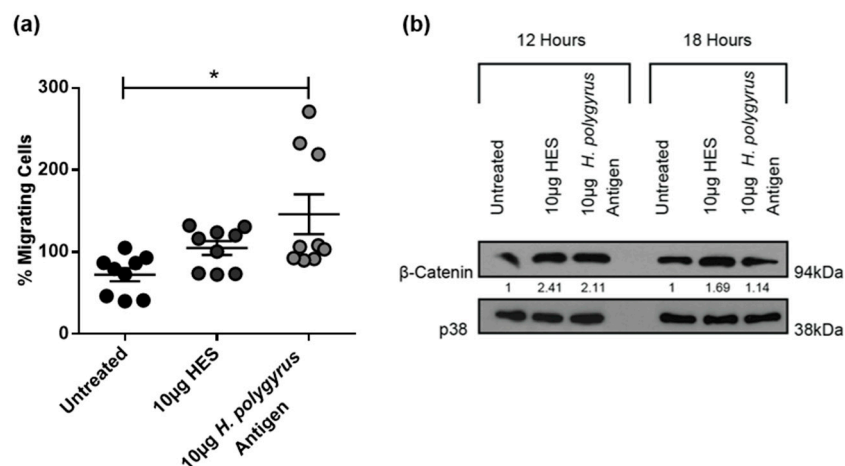 (a)
*
300
200
100
0
% Migrating Cells
Untreated
10µg HES
10µg H. polygyrus
Antigen
(b)
12 Hours
18 Hours
Untreated
10µg HES
10µg H. polygyrus
Antigen
Untreated
10µg HES
10µg H. polygyrus
Antigen
β-Catenin
94kDa
1 2.41 2.11 1 1.69 1.14
p38
38kDa